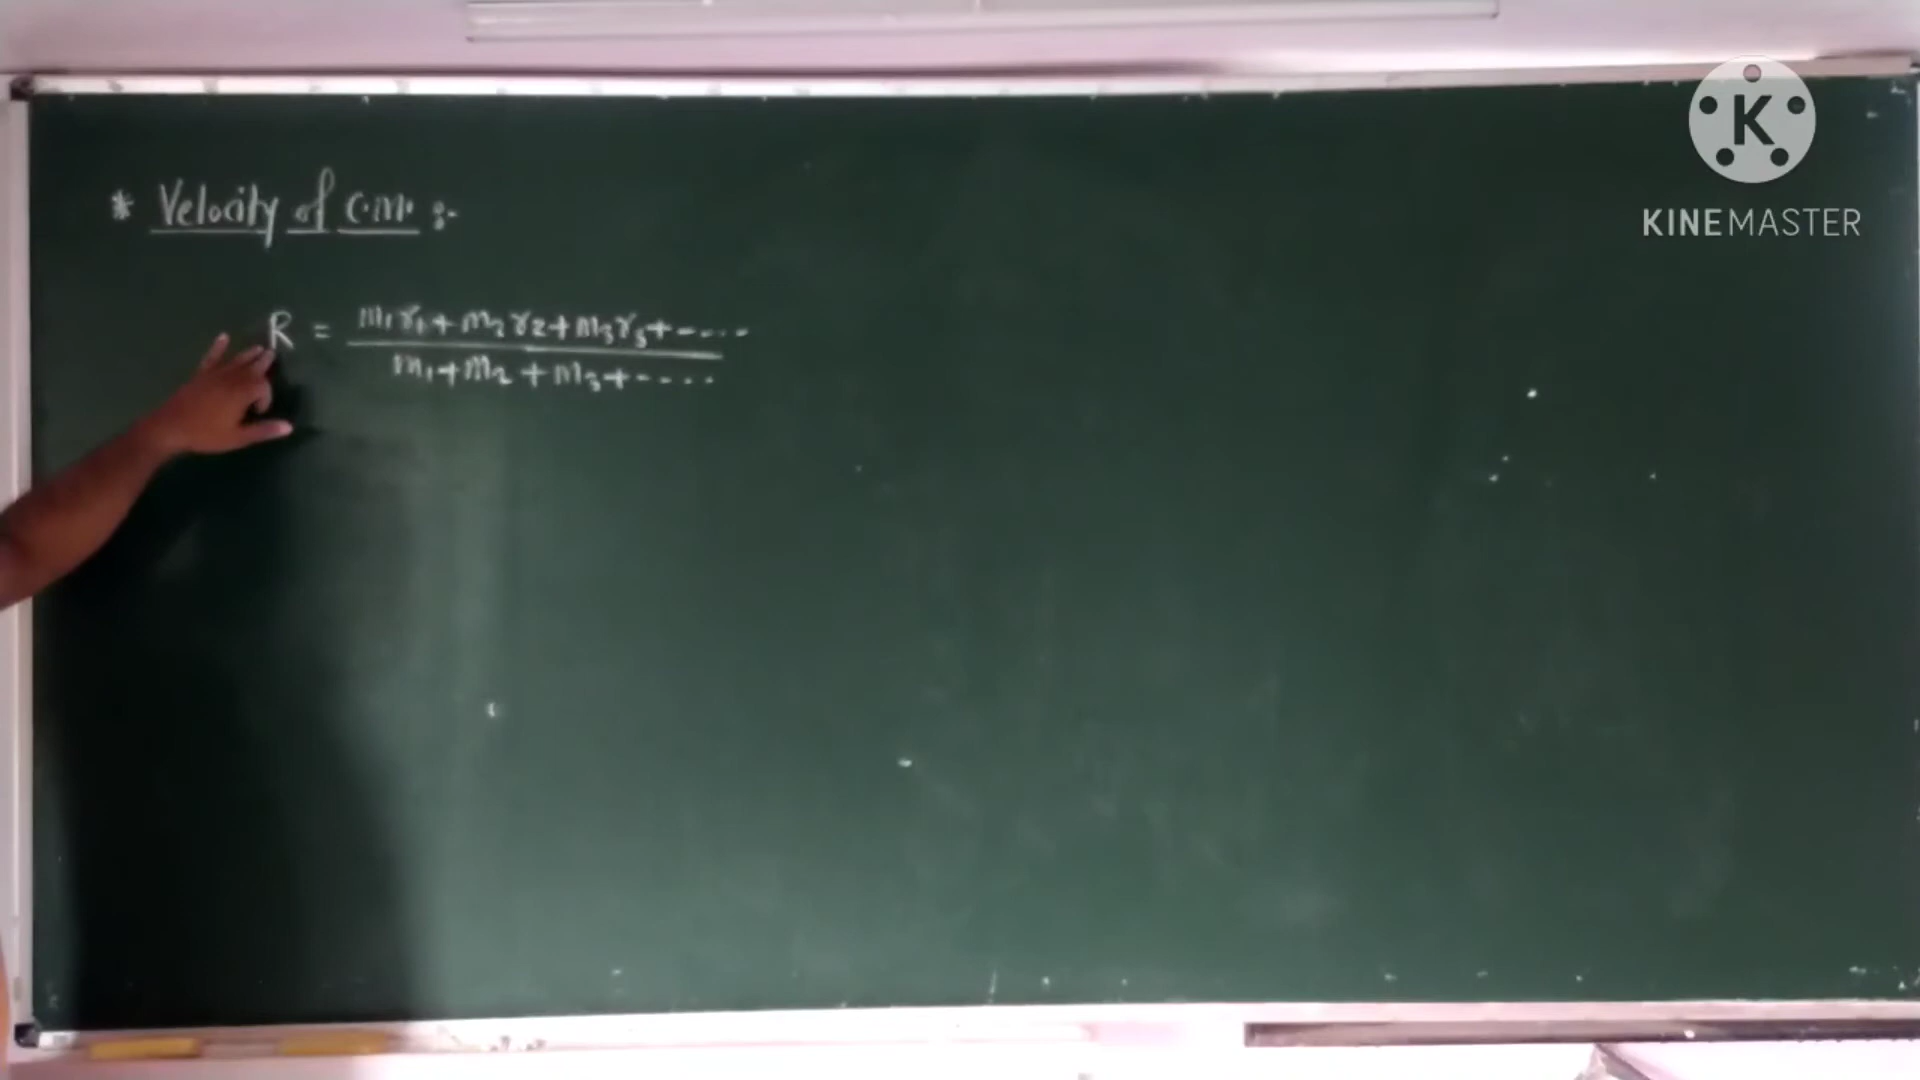 * Velocity of C.M. :-
R = m₁r₁ + m₂r₂ + m₃r₃ + -----
m₁ + m₂ + m₃ + -----
K
KINEMASTER